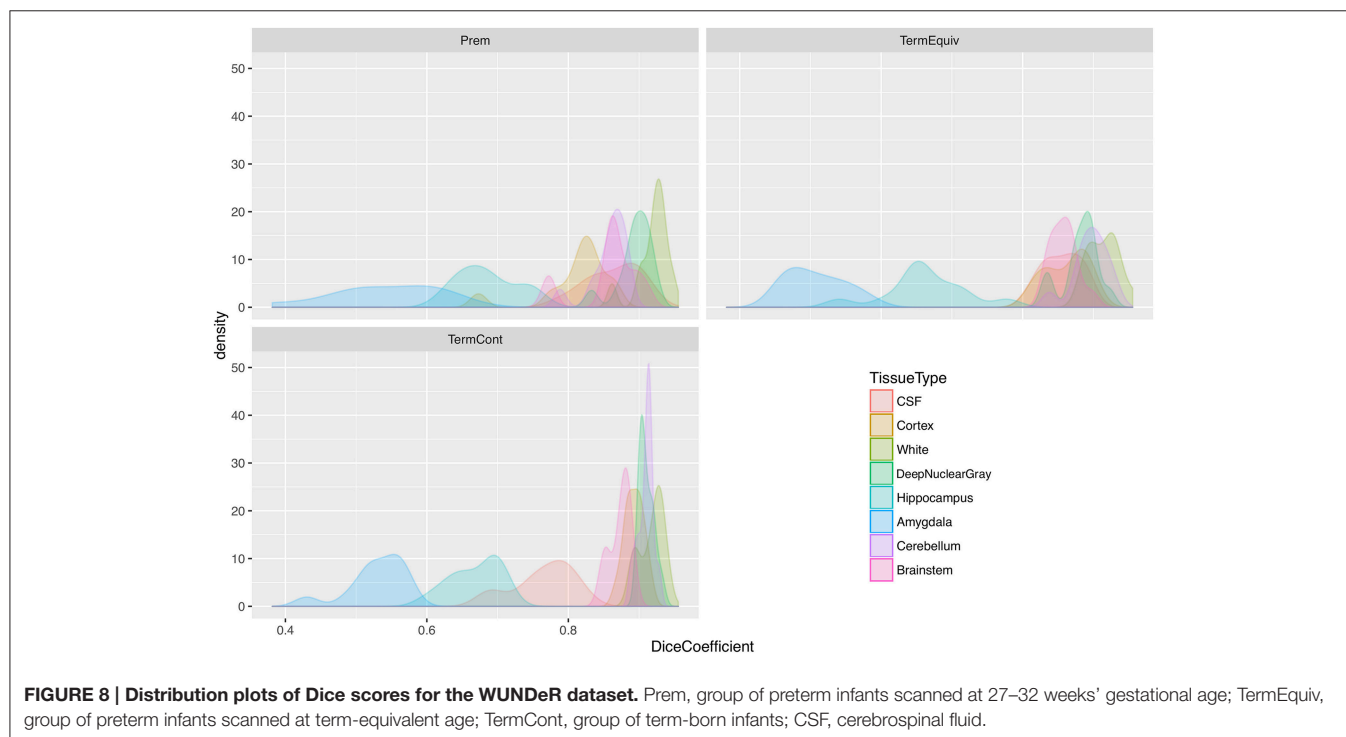 Prem
TermEquiv
50
40
30
20
10
0
TermCont
50
40
30
20
10
0
density
0.4
0.6
0.8
DiceCoefficient
TissueType
CSF
Cortex
White
DeepNuclearGray
Hippocampus
Amygdala
Cerebellum
Brainstem
FIGURE 8 | Distribution plots of Dice scores for the WUNDeR dataset. Prem, group of preterm infants scanned at 27–32 weeks' gestational age; TermEquiv,
group of preterm infants scanned at term-equivalent age; TermCont, group of term-born infants; CSF, cerebrospinal fluid.